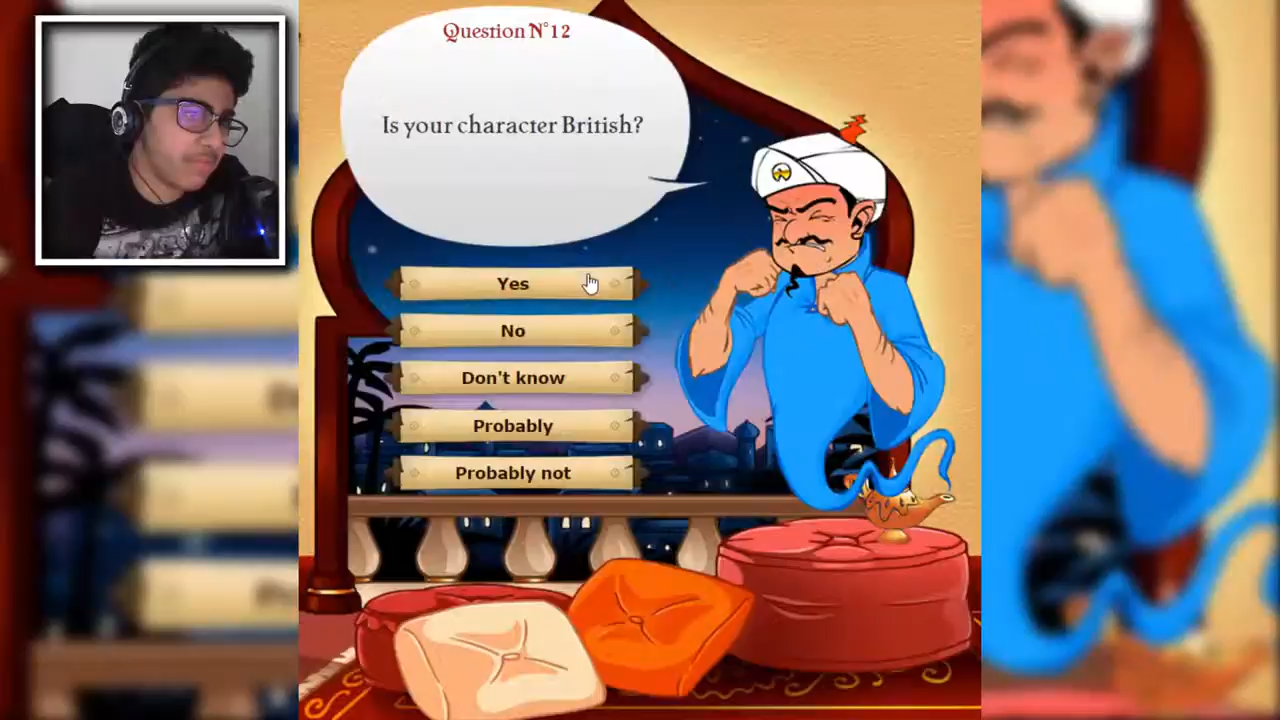 Question N°12
Is your character British?
Yes
No
Don't know
Probably
Probably not